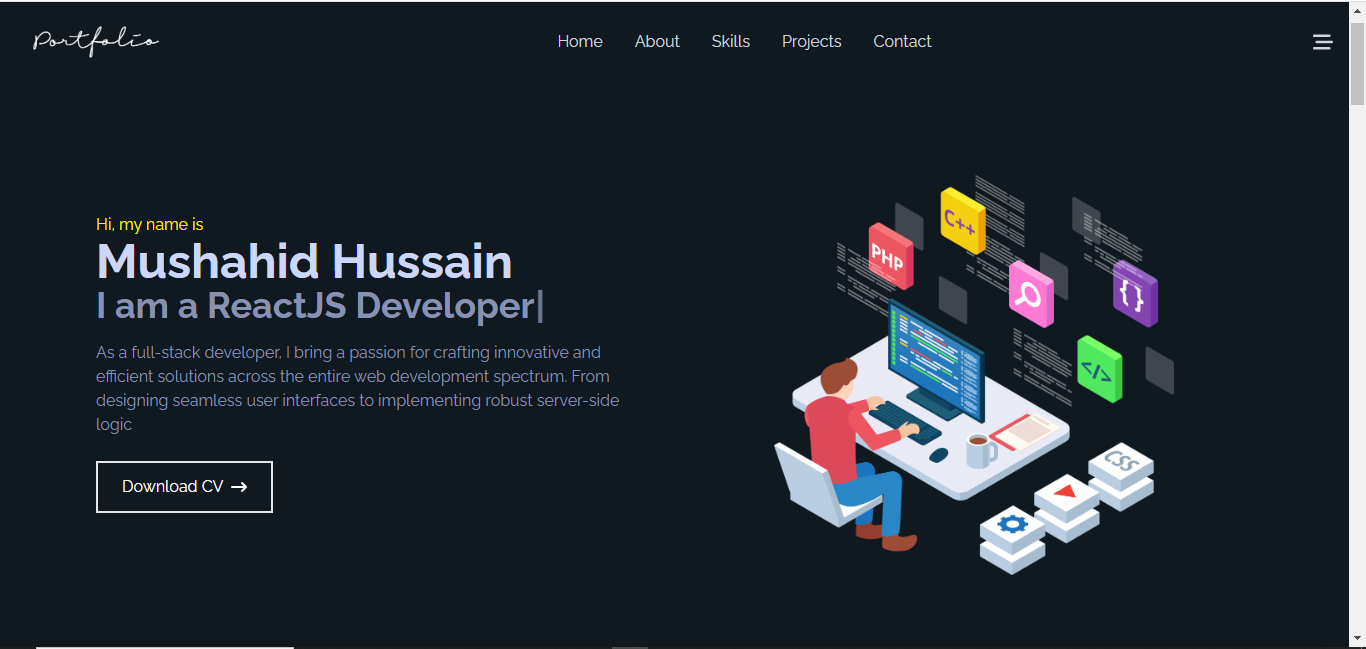 Portfolio
Home About Skills Projects Contact
Hi, my name is
Mushahid Hussain
I am a ReactJS Developer|
As a full-stack developer, I bring a passion for crafting innovative and
efficient solutions across the entire web development spectrum. From
designing seamless user interfaces to implementing robust server-side
logic
Download CV →
C++
PHP
{}
</>
CSS